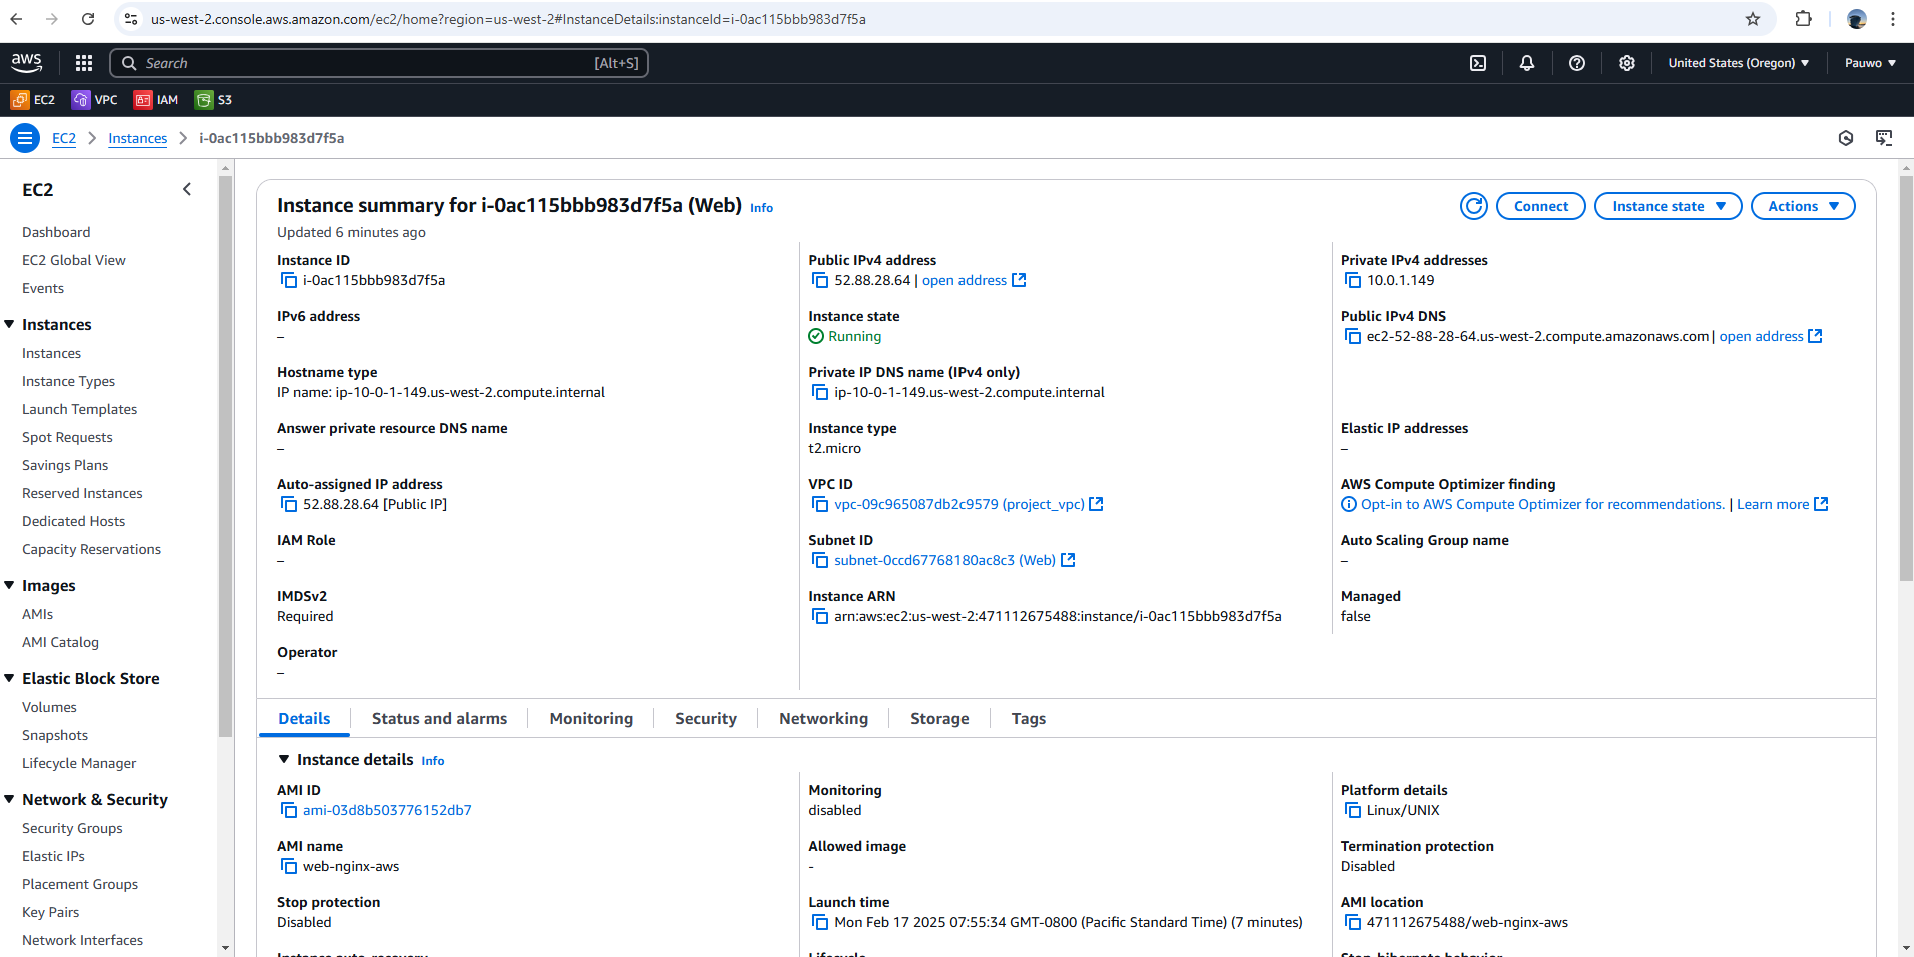 us-west-2.console.aws.amazon.com/ec2/home?region=us-west-2#InstanceDetails:instanceId=i-0ac115bbb983d7f5a
aws
Search
[Alt+S]
United States (Oregon)
Pauwo
EC2
VPC
IAM
S3
EC2
Instances
i-0ac115bbb983d7f5a
EC2
Dashboard
EC2 Global View
Events
Instances
Instances
Instance Types
Launch Templates
Spot Requests
Savings Plans
Reserved Instances
Dedicated Hosts
Capacity Reservations
Images
AMIs
AMI Catalog
Elastic Block Store
Volumes
Snapshots
Lifecycle Manager
Network & Security
Security Groups
Elastic IPs
Placement Groups
Key Pairs
Network Interfaces
Instance summary for i-0ac115bbb983d7f5a (Web) Info
Updated 6 minutes ago
Connect
Instance state
Actions
Instance ID
i-0ac115bbb983d7f5a
Public IPv4 address
52.88.28.64 | open address
Private IPv4 addresses
10.0.1.149
IPv6 address
–
Instance state
Running
Public IPv4 DNS
ec2-52-88-28-64.us-west-2.compute.amazonaws.com | open address
Hostname type
IP name: ip-10-0-1-149.us-west-2.compute.internal
Private IP DNS name (IPv4 only)
ip-10-0-1-149.us-west-2.compute.internal
Answer private resource DNS name
–
Instance type
t2.micro
Elastic IP addresses
–
Auto-assigned IP address
52.88.28.64 [Public IP]
VPC ID
vpc-09c965087db2c9579 (project_vpc)
AWS Compute Optimizer finding
Opt-in to AWS Compute Optimizer for recommendations. | Learn more
IAM Role
–
Subnet ID
subnet-0ccd67768180ac8c3 (Web)
Auto Scaling Group name
–
IMDSv2
Required
Instance ARN
arn:aws:ec2:us-west-2:471112675488:instance/i-0ac115bbb983d7f5a
Managed
false
Operator
–
Details
Status and alarms
Monitoring
Security
Networking
Storage
Tags
Instance details Info
AMI ID
ami-03d8b503776152db7
Monitoring
disabled
Platform details
Linux/UNIX
AMI name
web-nginx-aws
Allowed image
-
Termination protection
Disabled
Stop protection
Disabled
Launch time
Mon Feb 17 2025 07:55:34 GMT-0800 (Pacific Standard Time) (7 minutes)
AMI location
471112675488/web-nginx-aws
Instance auto-recovery
Lifecycle
Stop-hibernate behavior